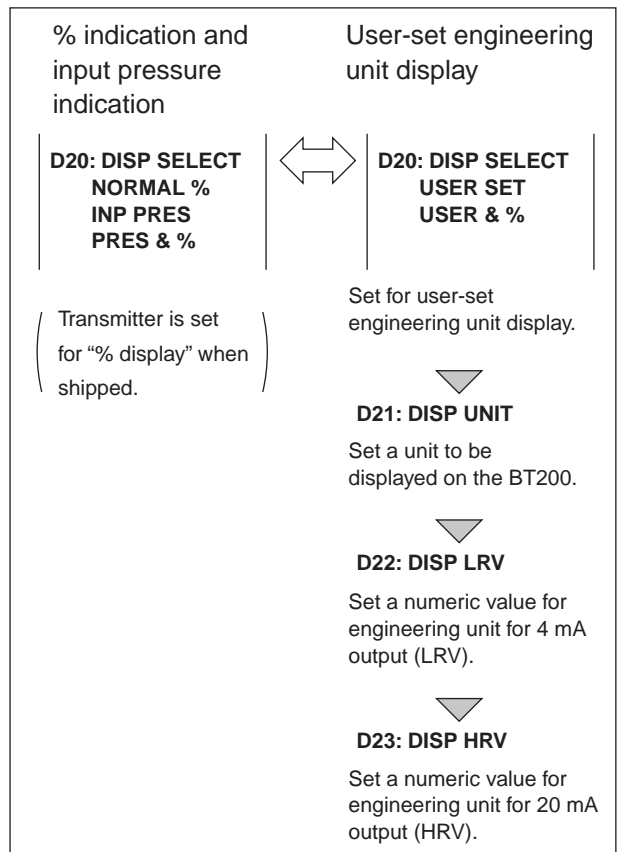 % indication and
input pressure
indication
D20: DISP SELECT
NORMAL %
INP PRES
PRES & %
Transmitter is set
for “% display” when
shipped.
User-set engineering
unit display
D20: DISP SELECT
USER SET
USER & %
Set for user-set
engineering unit display.
D21: DISP UNIT
Set a unit to be
displayed on the BT200.
D22: DISP LRV
Set a numeric value for
engineering unit for 4 mA
output (LRV).
D23: DISP HRV
Set a numeric value for
engineering unit for 20 mA
output (HRV).